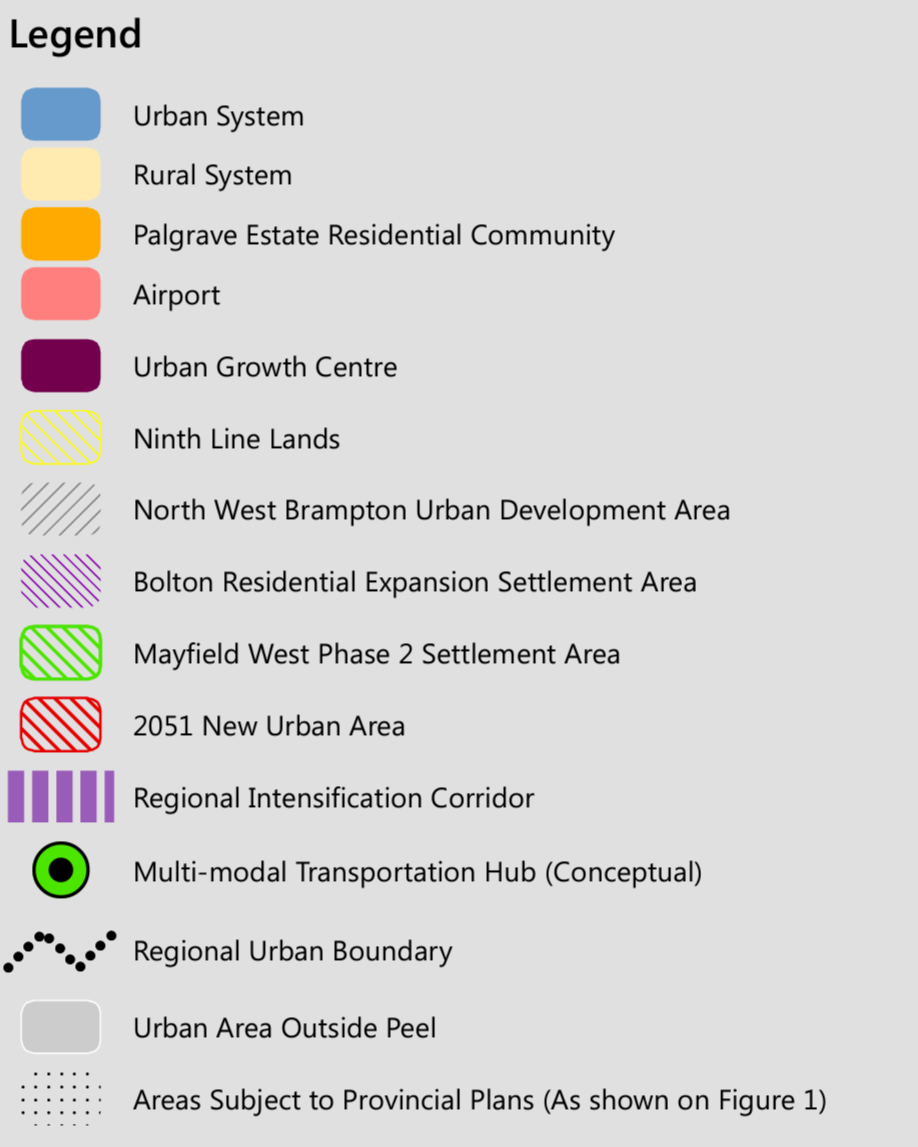 Legend
Urban System
Rural System
Palgrave Estate Residential Community
Airport
Urban Growth Centre
Ninth Line Lands
North West Brampton Urban Development Area
Bolton Residential Expansion Settlement Area
Mayfield West Phase 2 Settlement Area
2051 New Urban Area
Regional Intensification Corridor
Multi-modal Transportation Hub (Conceptual)
Regional Urban Boundary
Urban Area Outside Peel
Areas Subject to Provincial Plans (As shown on Figure 1)